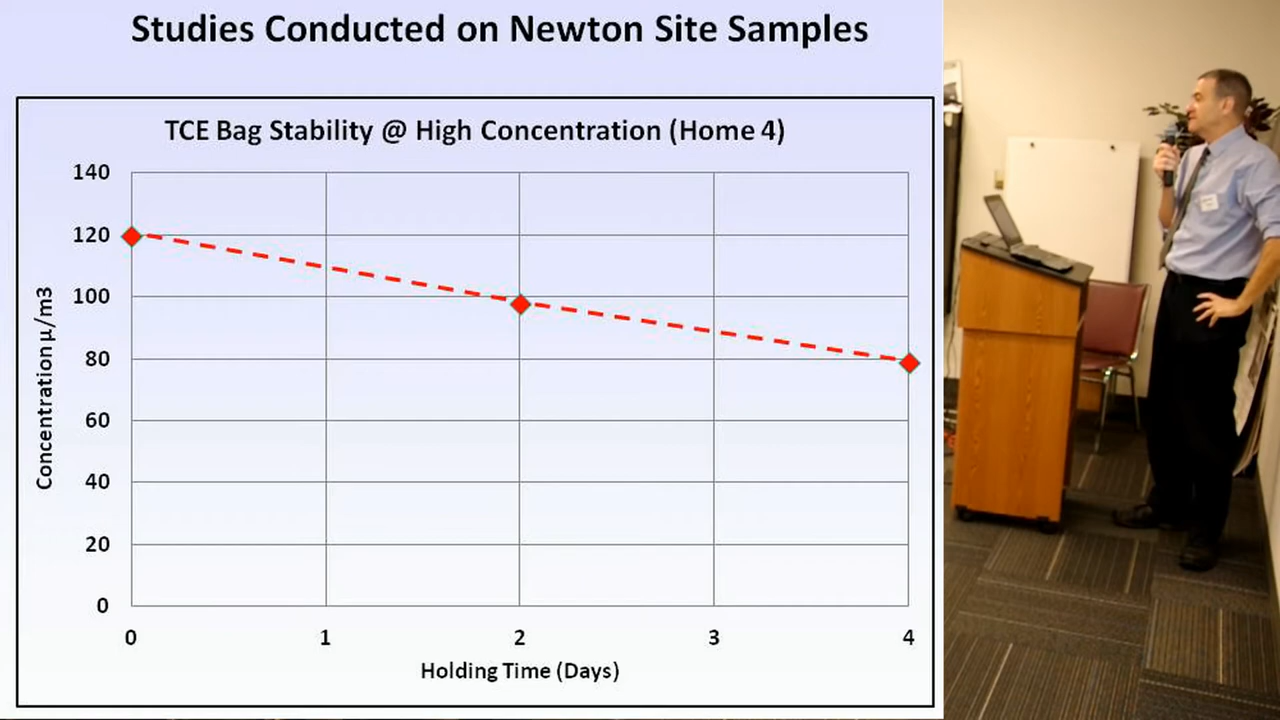 Studies Conducted on Newton Site Samples
TCE Bag Stability @ High Concentration (Home 4)
140
120
100
80
60
40
20
0
Concentration µ/m3
0 1 2 3 4
Holding Time (Days)